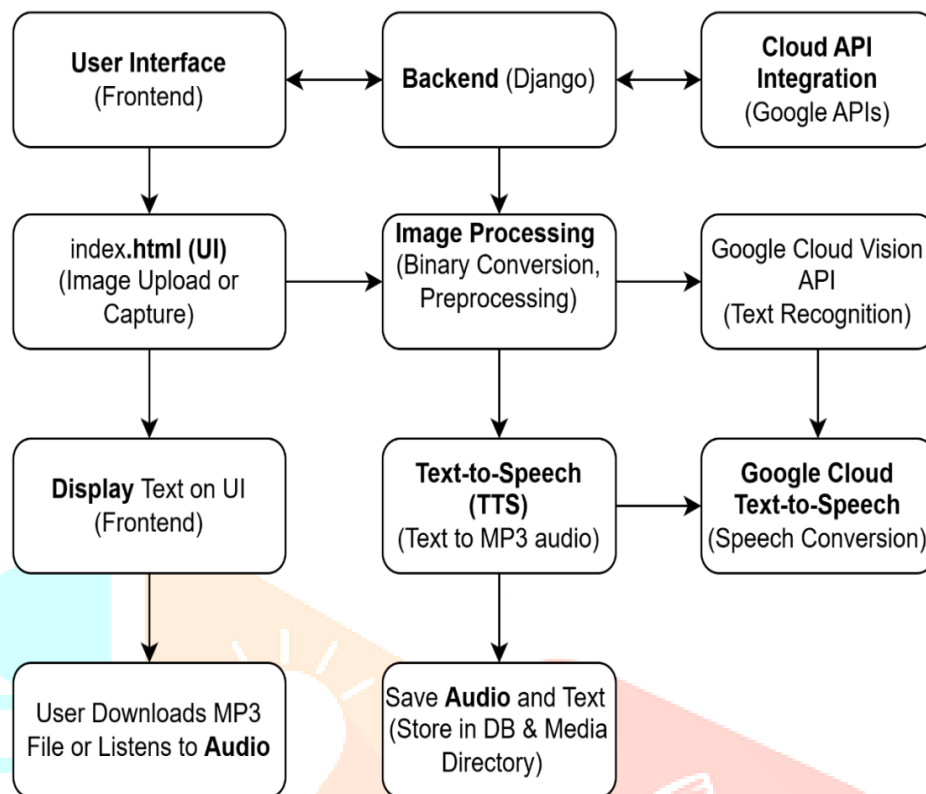 User Interface
(Frontend)
Backend (Django)
Cloud API
Integration
(Google APIs)
index.html (UI)
(Image Upload or
Capture)
Image Processing
(Binary Conversion,
Preprocessing)
Google Cloud Vision
API
(Text Recognition)
Display Text on UI
(Frontend)
Text-to-Speech
(TTS)
(Text to MP3 audio)
Google Cloud
Text-to-Speech
(Speech Conversion)
User Downloads MP3
File or Listens to Audio
Save Audio and Text
(Store in DB & Media
Directory)